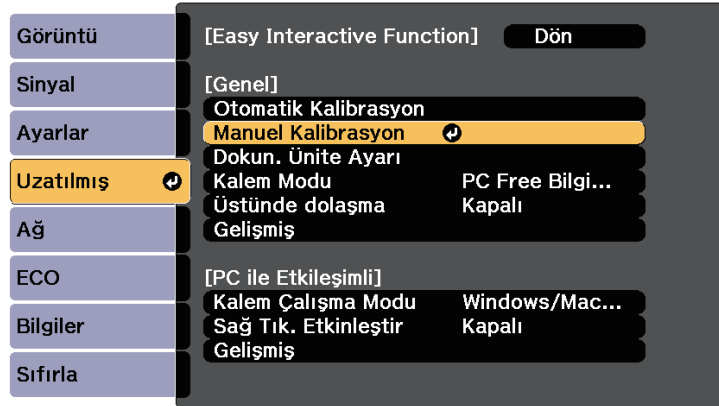 Görüntü
Sinyal
Ayarlar
Uzatılmış
Ağ
ECO
Bilgiler
Sıfırla
[Easy Interactive Function] Dön
[Genel]
Otomatik Kalibrasyon
Manuel Kalibrasyon
Dokun. Ünite Ayarı
Kalem Modu PC Free Bilgi...
Üstünde dolaşma Kapalı
Gelişmiş
[PC ile Etkileşimli]
Kalem Çalışma Modu Windows/Mac...
Sağ Tık. Etkinleştir Kapalı
Gelişmiş